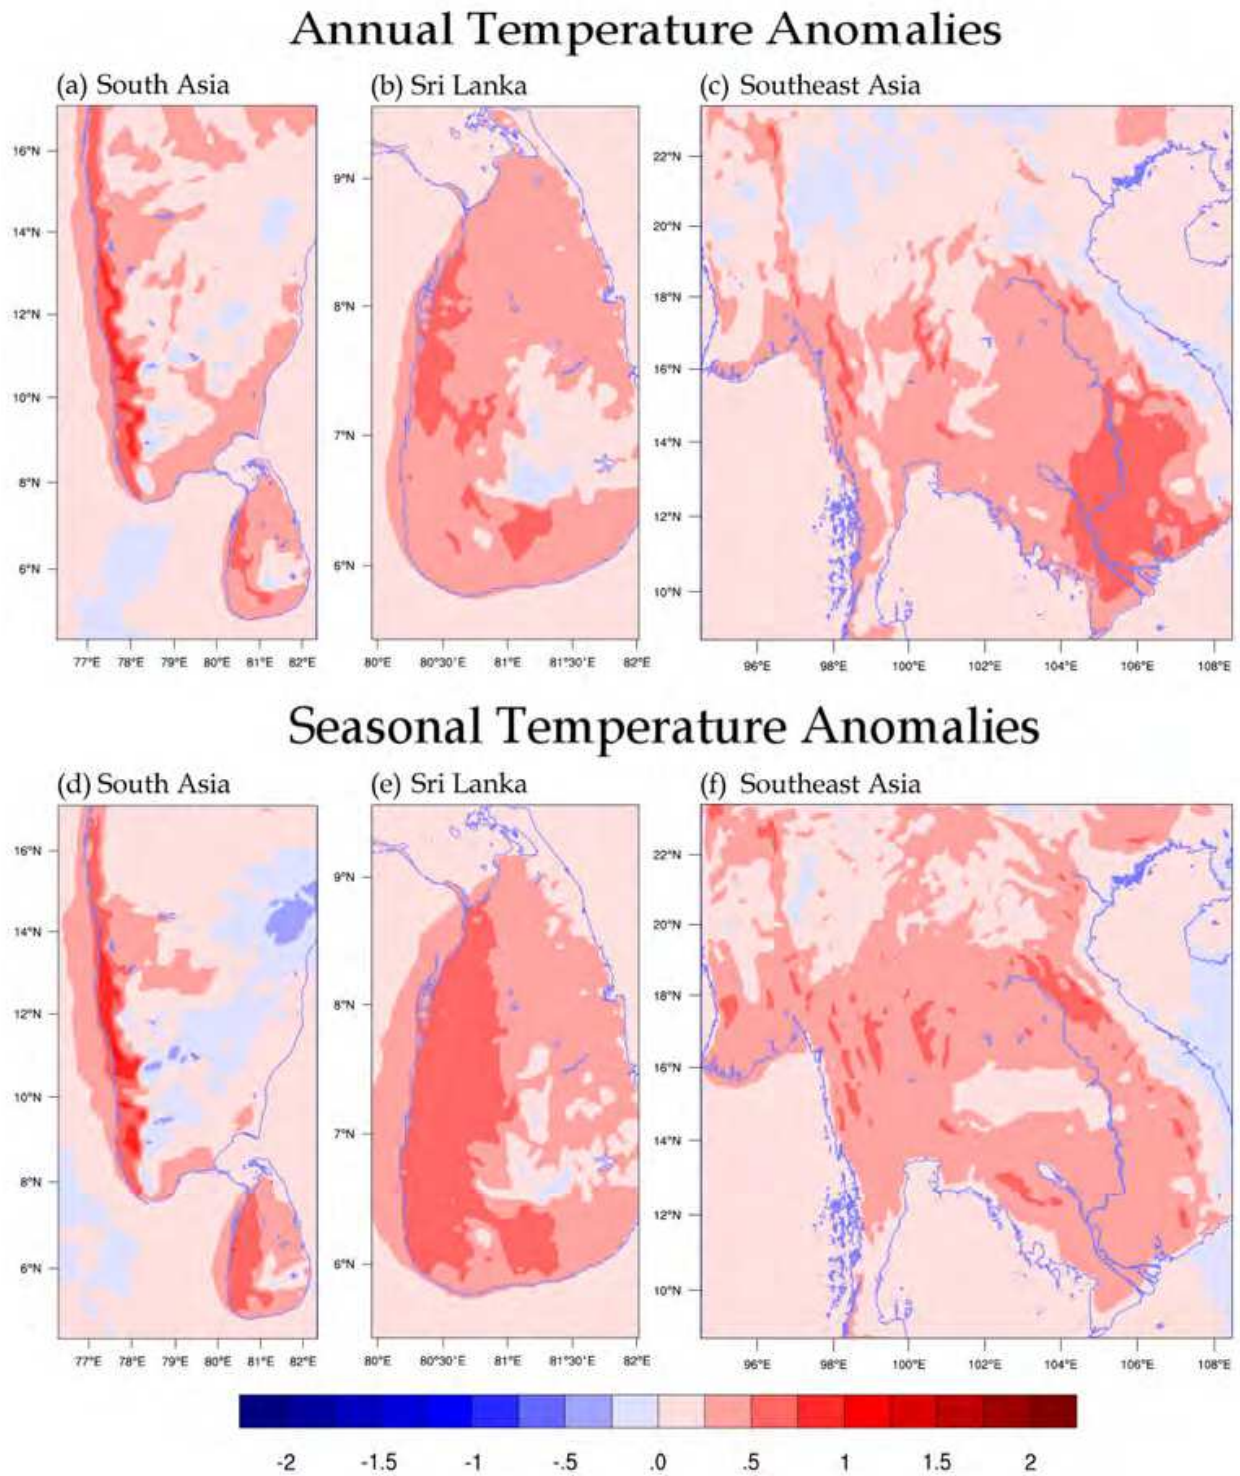 Annual Temperature Anomalies
(a) South Asia
(b) Sri Lanka
(c) Southeast Asia
16°N
14°N
12°N
10°N
8°N
6°N
77°E 78°E 79°E 80°E 81°E 82°E
9°N
8°N
7°N
6°N
80°E 80°30'E 81°E 81°30'E 82°E
22°N
20°N
18°N
16°N
14°N
12°N
10°N
96°E 98°E 100°E 102°E 104°E 106°E 108°E
Seasonal Temperature Anomalies
(d) South Asia
(e) Sri Lanka
(f) Southeast Asia
16°N
14°N
12°N
10°N
8°N
6°N
77°E 78°E 79°E 80°E 81°E 82°E
9°N
8°N
7°N
6°N
80°E 80°30'E 81°E 81°30'E 82°E
22°N
20°N
18°N
16°N
14°N
12°N
10°N
96°E 98°E 100°E 102°E 104°E 106°E 108°E
-2 -1.5 -1 -.5 .0 .5 1 1.5 2